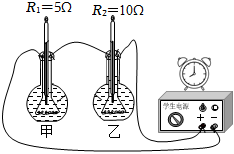 R₁=5Ω R₂=10Ω
学生电源
+ −
甲 乙